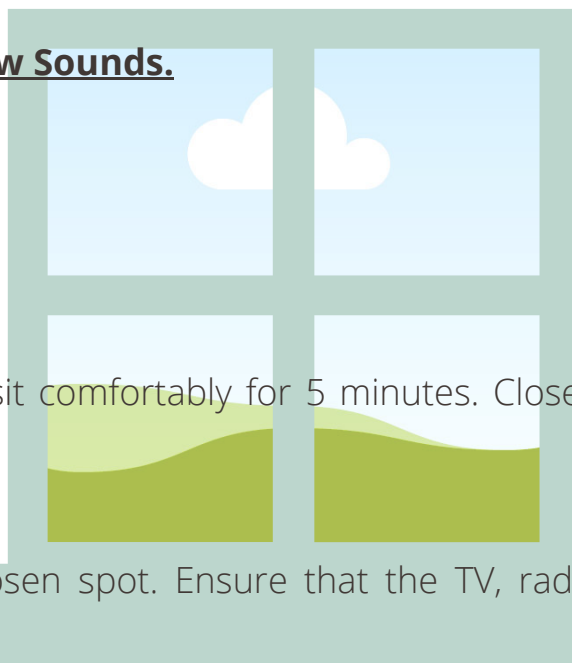 w Sounds.
sit comfortably for 5 minutes. Close
osen spot. Ensure that the TV, rad